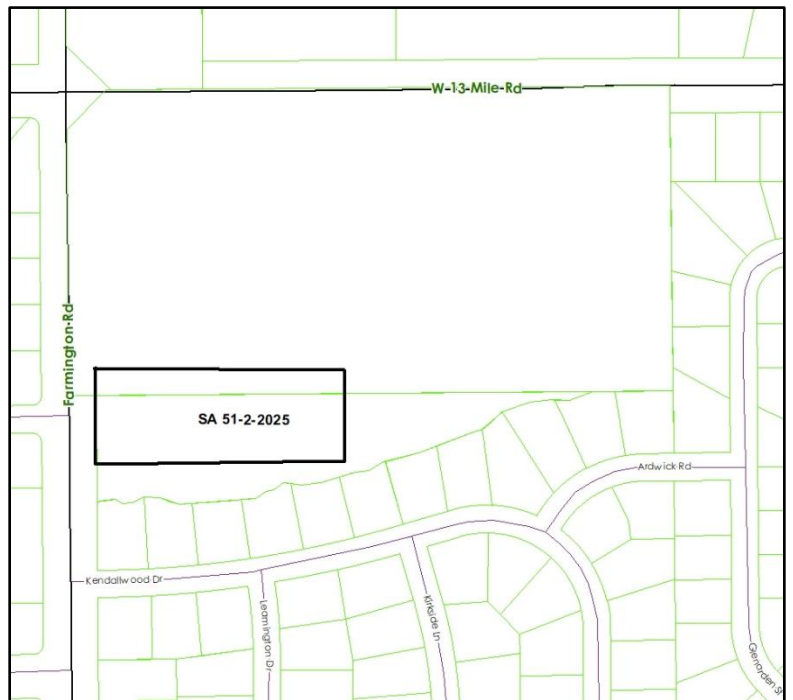 W 13 Mile Rd
Farmington Rd
SA 51-2-2025
Ardwick Rd
Kendallwood Dr
Leamington Dr
Kirkside Ln
Glenarden St